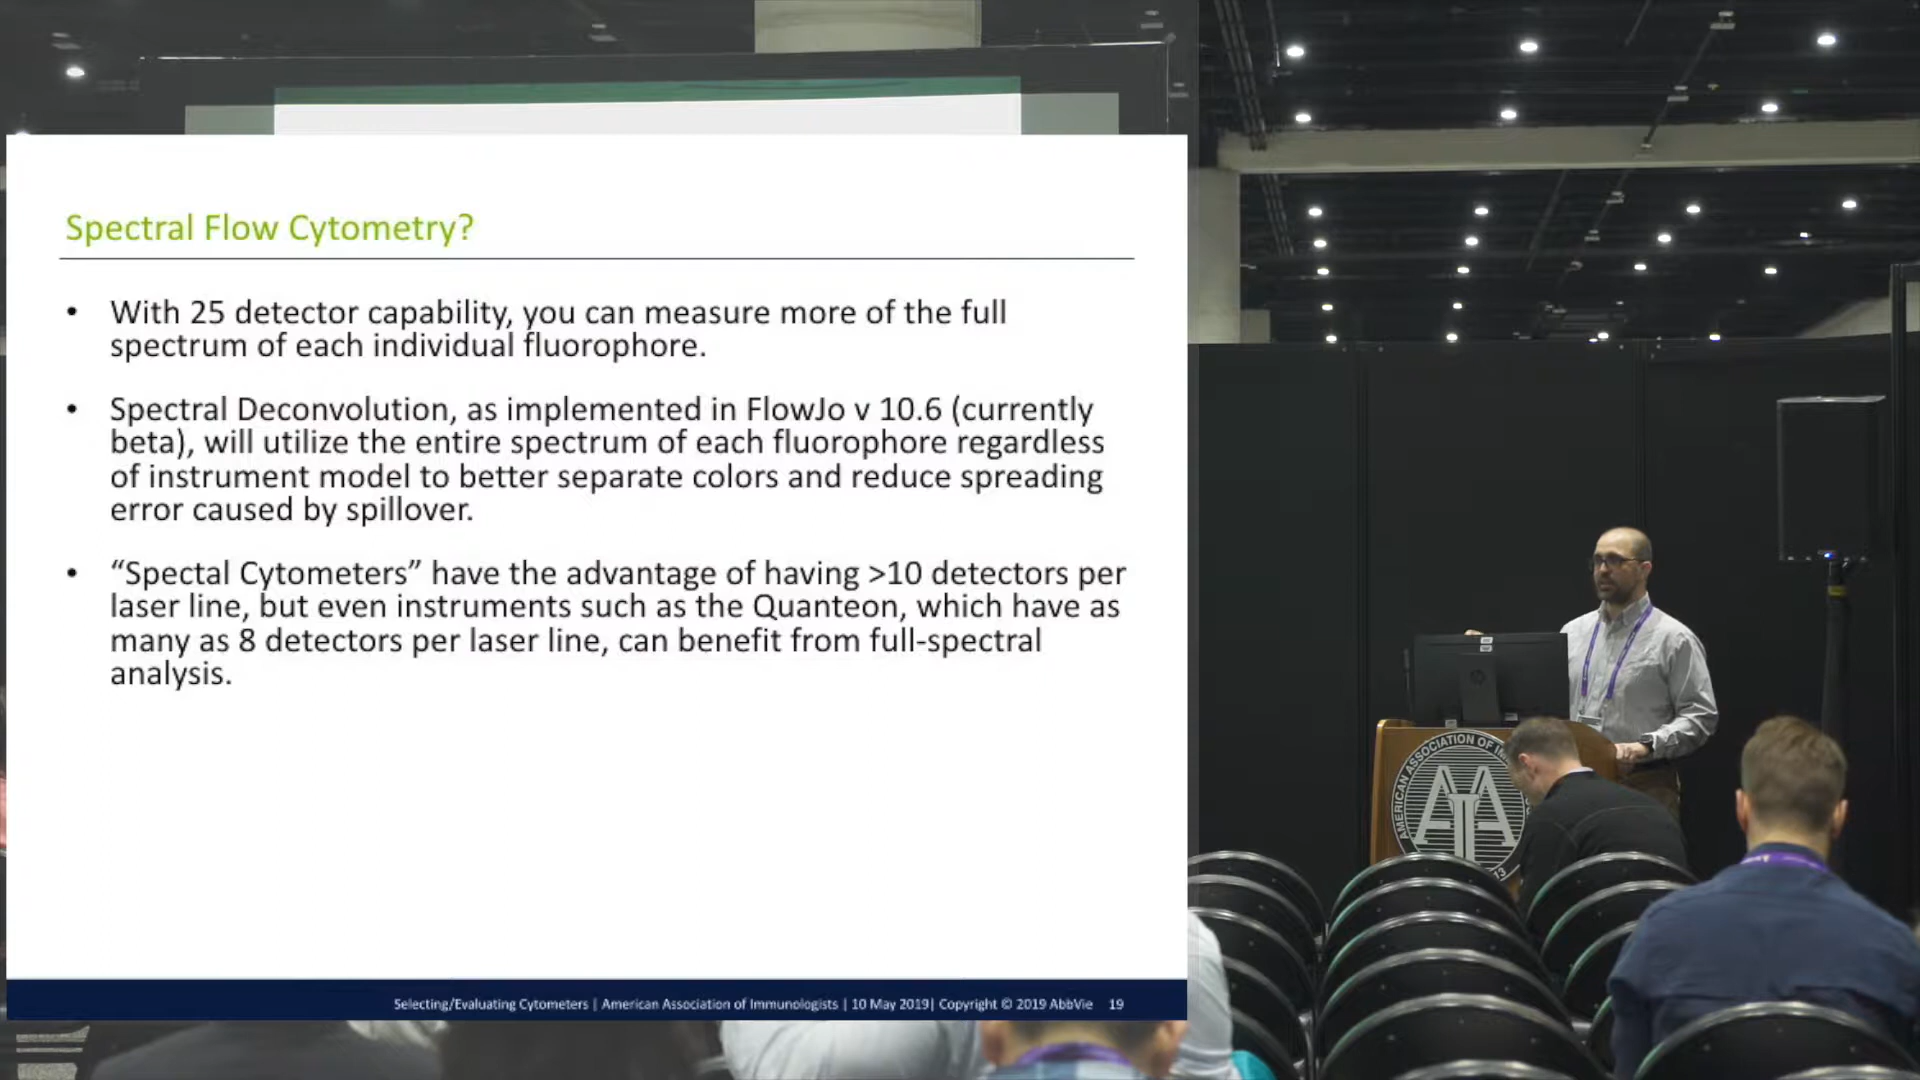 Spectral Flow Cytometry?
• With 25 detector capability, you can measure more of the full
spectrum of each individual fluorophore.
• Spectral Deconvolution, as implemented in FlowJo v 10.6 (currently
beta), will utilize the entire spectrum of each fluorophore regardless
of instrument model to better separate colors and reduce spreading
error caused by spillover.
• “Spectal Cytometers” have the advantage of having >10 detectors per
laser line, but even instruments such as the Quanteon, which have as
many as 8 detectors per laser line, can benefit from full-spectral
analysis.
Selecting/Evaluating Cytometers | American Association of Immunologists | 10 May 2019| Copyright © 2019 AbbVie 19
AMERICAN ASSOCIATION OF
AAI
13